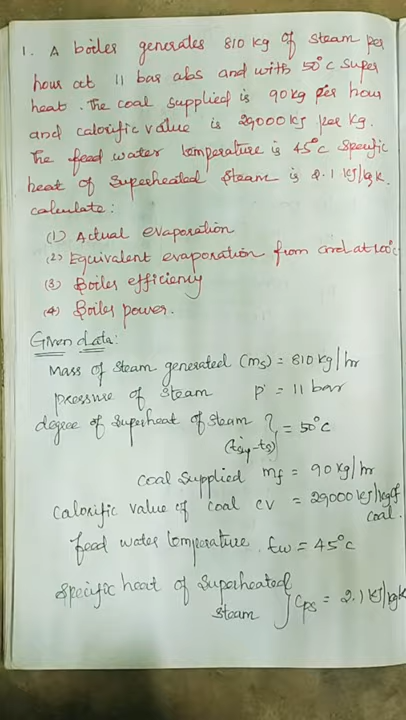 1. A boiler generates 810 kg of steam per
hour at 11 bar abs and with 50°C super
heat. The coal supplied is 90 kg per hour
and calorific value is 29000 KJ per Kg.
The feed water temperature is 45°C Specific
heat of Superheated Steam is 2.1 KJ/kg k.
calculate:
(1) Actual evaporation
(2) Equivalent evaporation from and at 100°C
(3) Boiler efficiency
(4) Boiler power.
Given data:
Mass of steam generated (ms) = 810 kg/hr
pressure of steam P = 11 bar
degree of Superheat of Steam } = 50°C
(tsup-ts)
coal Supplied mf = 90 kg/hr
Calorific value of coal cv = 29000 KJ/kg of
coal.
feed water temperature. tw = 45°C
Specific heat of Superheated
steam } Cps = 2.1 KJ/kgk